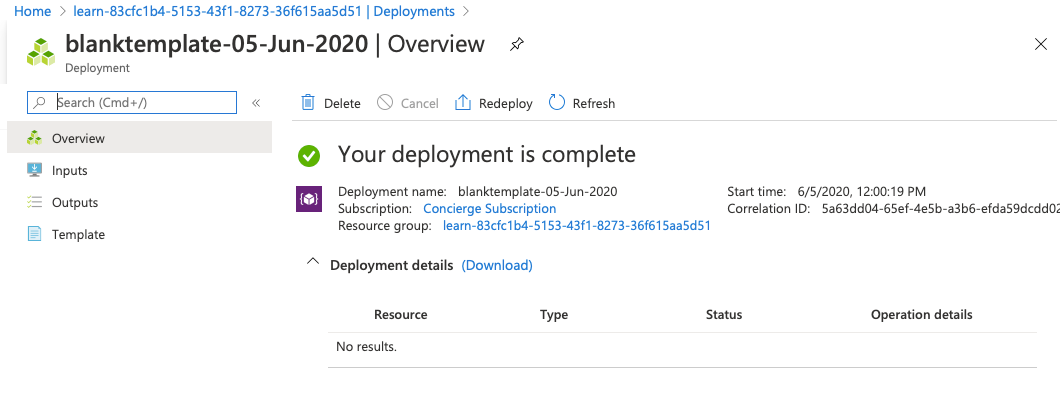 Home > learn-83cfc1b4-5153-43f1-8273-36f615aa5d51 | Deployments >
blanktemplate-05-Jun-2020 | Overview
Deployment
Search (Cmd+/)
«
Delete
Cancel
Redeploy
Refresh
Overview
Inputs
Outputs
Template
Your deployment is complete
Deployment name: blanktemplate-05-Jun-2020
Subscription: Concierge Subscription
Resource group: learn-83cfc1b4-5153-43f1-8273-36f615aa5d51
Start time: 6/5/2020, 12:00:19 PM
Correlation ID: 5a63dd04-65ef-4e5b-a3b6-efda59dcdd02
Deployment details (Download)
Resource Type Status Operation details
No results.